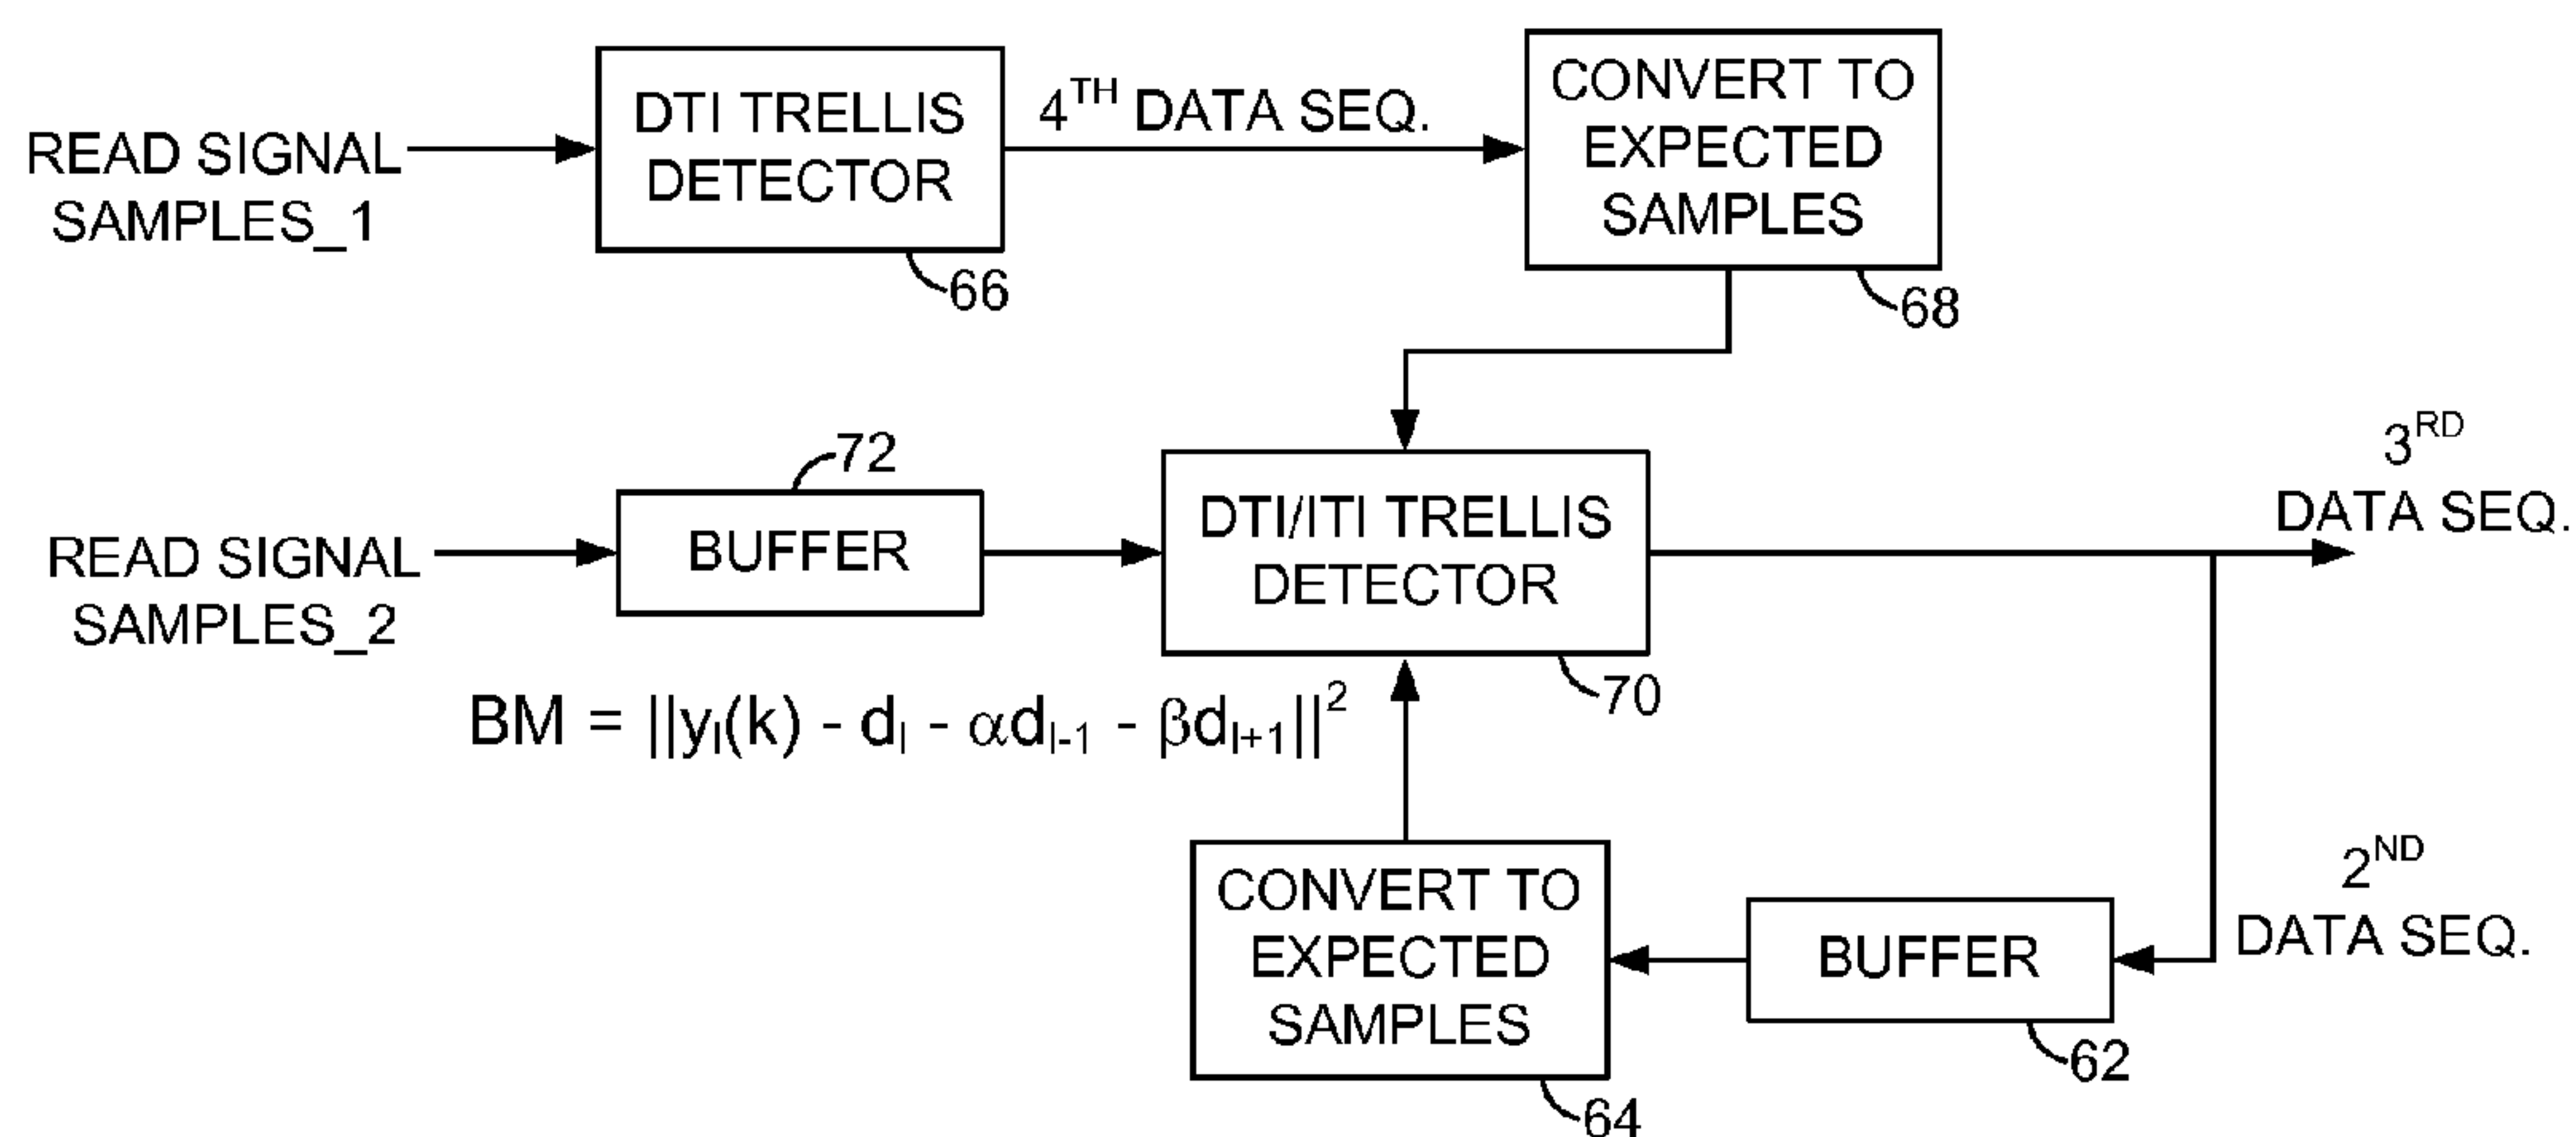 READ SIGNAL
SAMPLES_1
DTI TRELLIS
DETECTOR
66
4TH DATA SEQ.
CONVERT TO
EXPECTED
SAMPLES
68
READ SIGNAL
SAMPLES_2
72
BUFFER
DTI/ITI TRELLIS
DETECTOR
70
3RD
DATA SEQ.
BM = ||yl(k) - dl - αdl-1 - βdl+1||2
CONVERT TO
EXPECTED
SAMPLES
64
BUFFER
62
2ND
DATA SEQ.